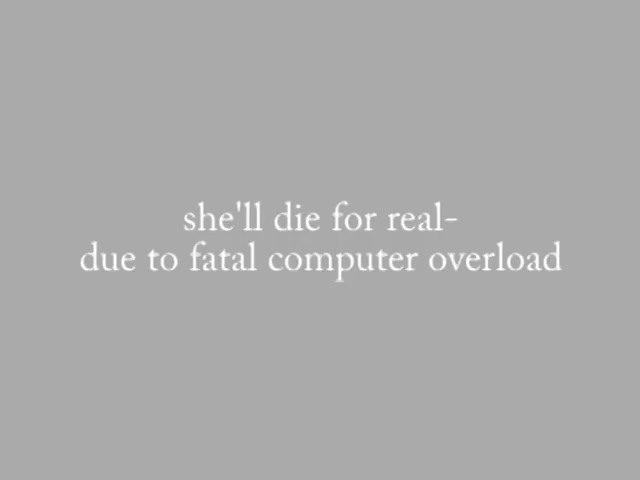 she'll die for real-
due to fatal computer overload